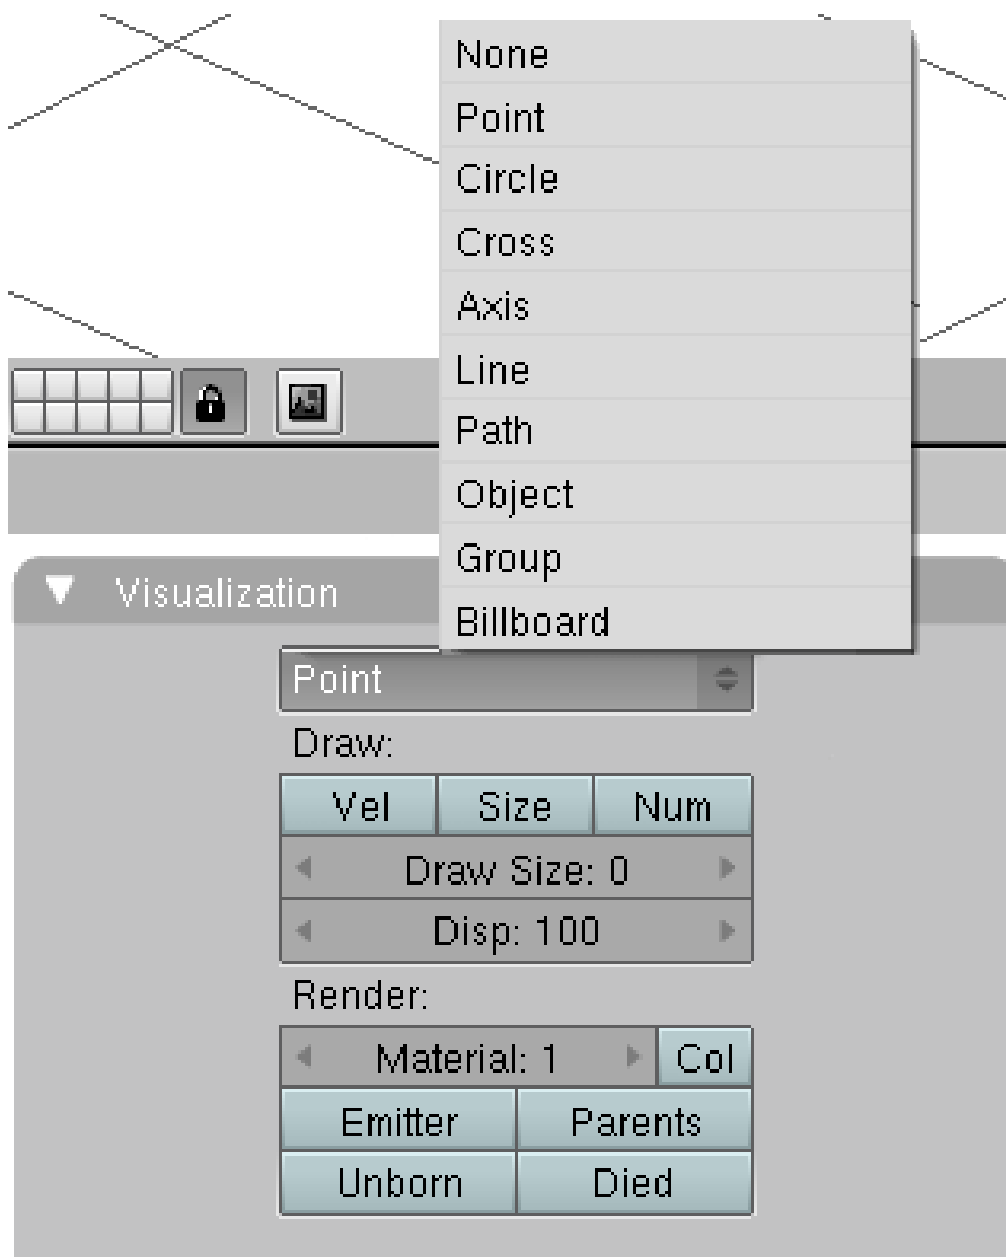 None
Point
Circle
Cross
Axis
Line
Path
Object
Group
Billboard
Visualization
Point
Draw:
Vel Size Num
Draw Size: 0
Disp: 100
Render:
Material: 1 Col
Emitter Parents
Unborn Died